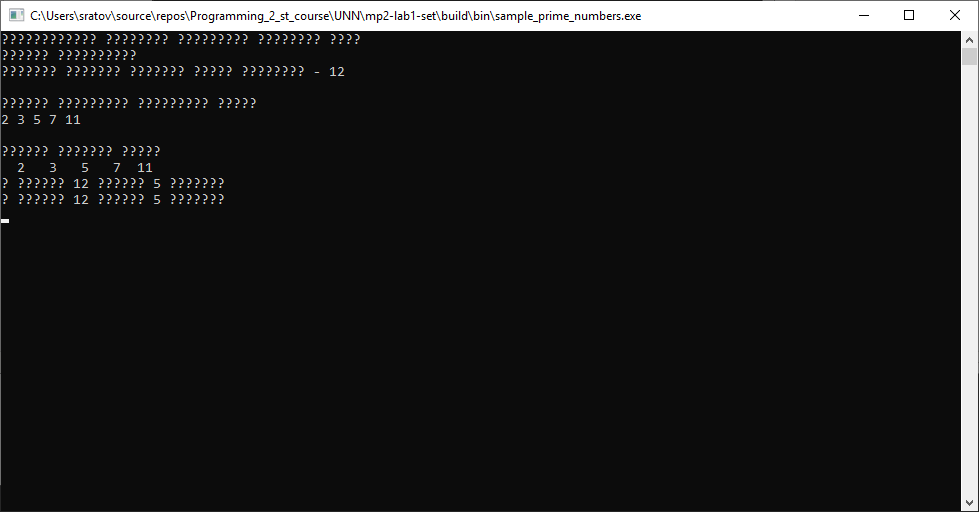 C:\Users\sratov\source\repos\Programming_2_st_course\UNN\mp2-lab1-set\build\bin\sample_prime_numbers.exe
???????????? ???????? ????????? ???????? ????
?????? ??????????
??????? ??????? ??????? ????? ???????? - 12
?????? ????????? ????????? ?????
2 3 5 7 11
?????? ??????? ?????
2 3 5 7 11
? ?????? 12 ?????? 5 ???????
? ?????? 12 ?????? 5 ???????